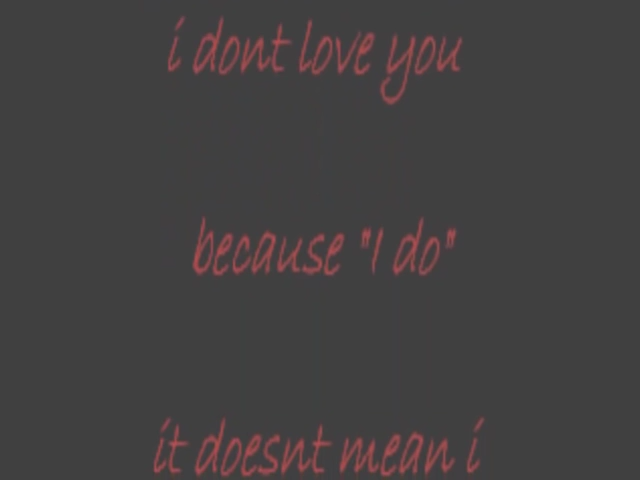 i dont love you
because "I do"
it doesnt mean i